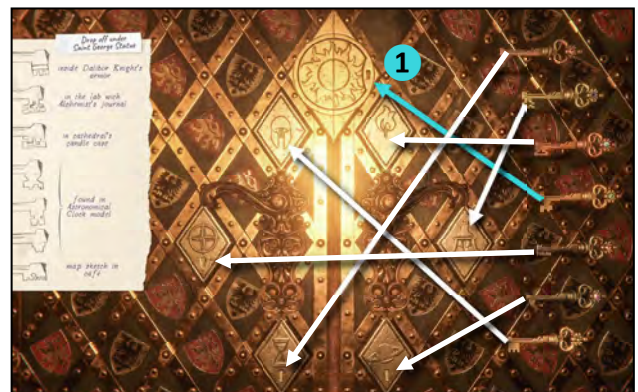 Drop off under
Saint George Statue
inside Dalibor Knight's
armor
in the lab with
Alchemist's journal
in cathedral's
candle case
found in
Astronomical
Clock model
map sketch in
café
1